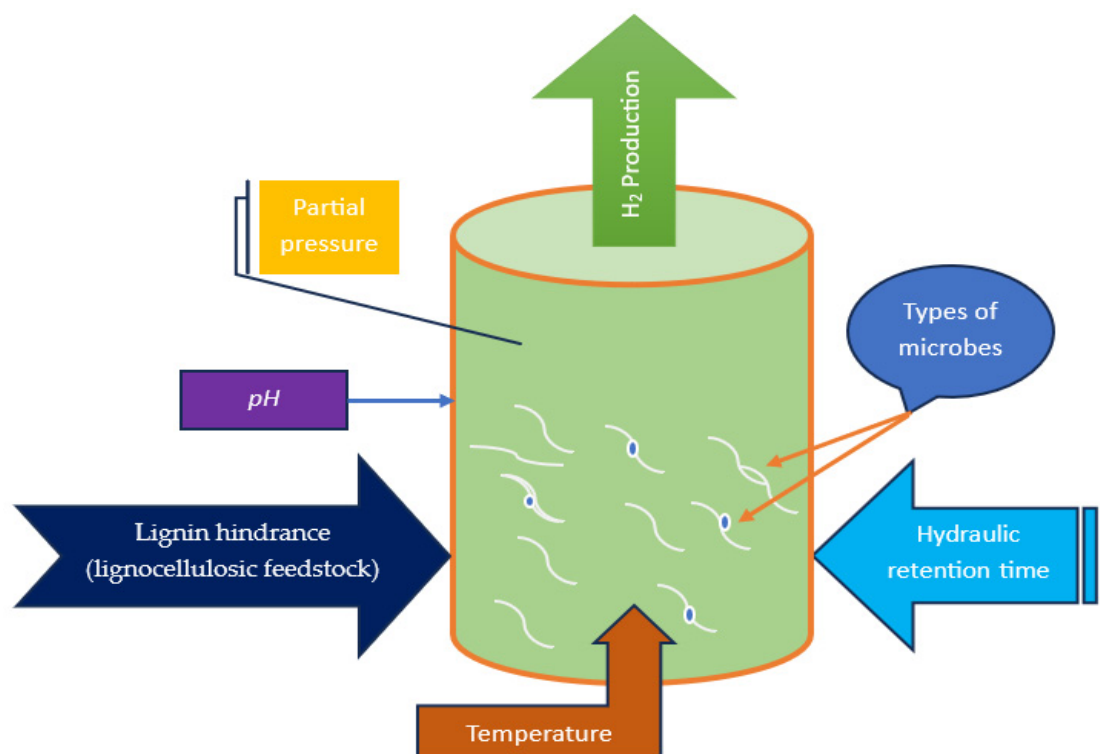 H₂ Production
Partial
pressure
Types of
microbes
pH
Lignin hindrance
(lignocellulosic feedstock)
Hydraulic
retention time
Temperature